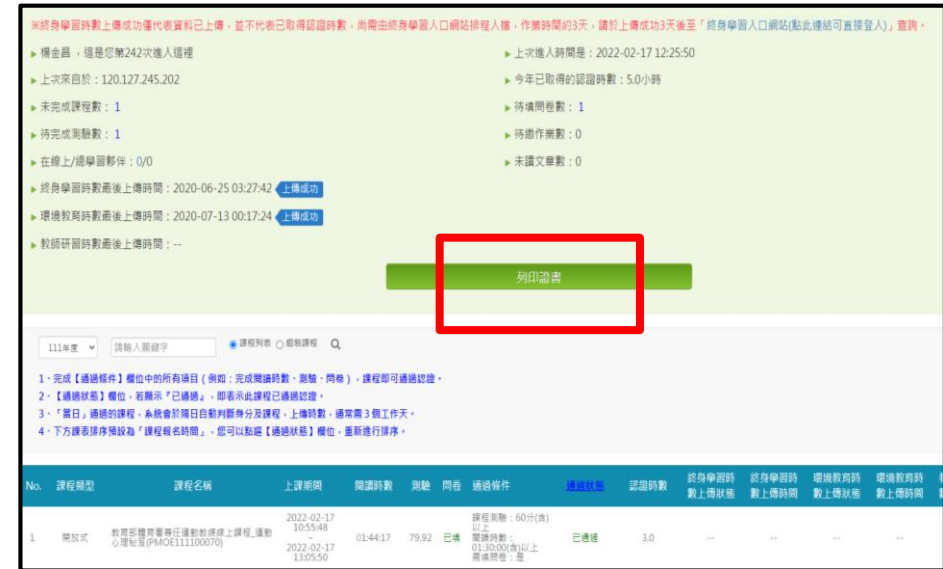 ※終身學習時數上傳成功僅代表資料已上傳，並不代表已取得認證時數，尚需由終身學習人口網站排程入檔，作業時間約3天，請於上傳成功3天後至「終身學習入口網站(點此連結可直接登入)」查詢。
楊金昌，這是您第242次進入這裡
上次進入時間是：2022-02-17 12:25:50
上次來自於：120.127.245.202
今年已取得的認證時數：5.0小時
未完成課程數：1
待填問卷數：1
待完成測驗數：1
待繳作業數：0
在線上/總學習夥伴：0/0
未讀文章數：0
終身學習時數最後上傳時間：2020-06-25 03:27:42 上傳成功
環境教育時數最後上傳時間：2020-07-13 00:17:24 上傳成功
教師研習時數最後上傳時間：--
列印證書
111年度 請輸入關鍵字 課程列表 組裝課程
1、完成【通過條件】欄位中的所有項目(例如：完成閱讀時數、測驗、問卷)，課程即可通過認證。
2、【通過狀態】欄位，若顯示『已通過』，即表示此課程已通過認證。
3、「當日」通過的課程，系統會於隔日自動判斷身分及課程，上傳時數，通常需3個工作天。
4、下方課表排序預設為「課程報名時間」，您可以點選【通過狀態】欄位，重新進行排序。
No. 課程類型 課程名稱 上課期間 閱讀時數 測驗 問卷 通過條件 通過狀態 認證時數 終身學習時數上傳狀態 終身學習時數上傳時間 環境教育時數上傳狀態 環境教育時數上傳時間
1 開放式 教育部體育署專任運動教練線上課程_運動心理秘笈(PMOE111100070) 2022-02-17 10:55:48 ~ 2022-02-17 13:05:50 01:44:17 79.92 已填 課程測驗：60分(含)以上 閱讀時數：01:30:00(含)以上 需填問卷：是 已通過 3.0 -- -- -- --